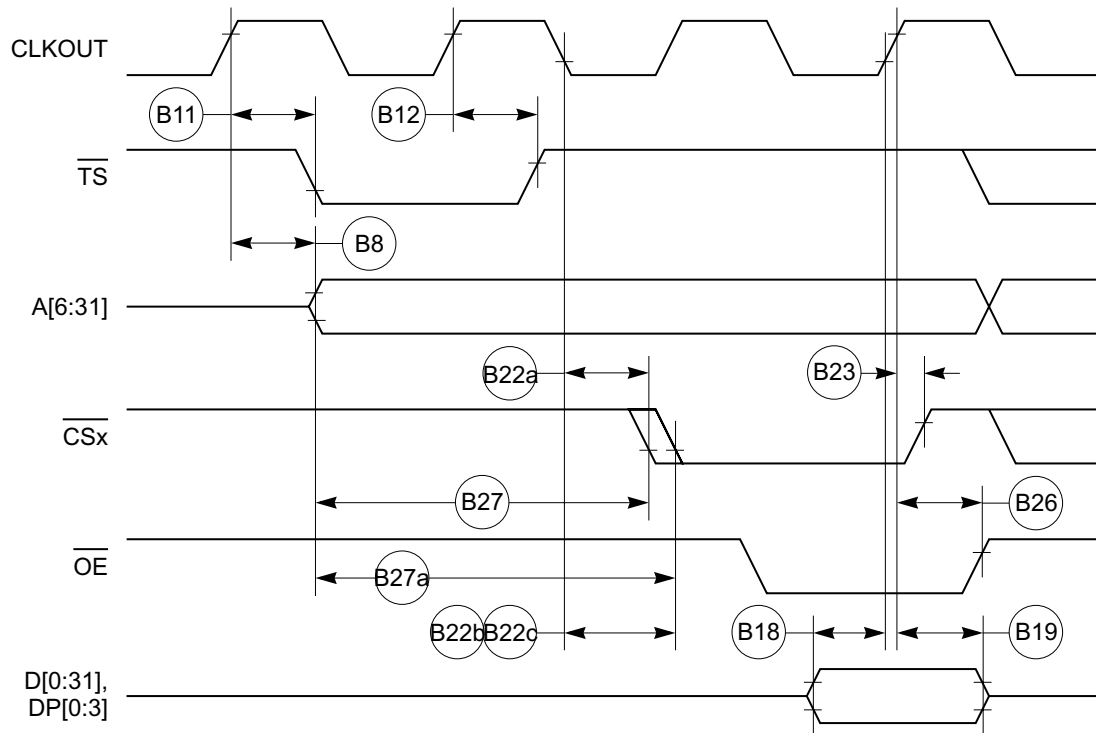 CLKOUT
B11
B12
TS
B8
A[6:31]
B22a
B23
CSx
B27
B26
OE
B27a
B22b
B22c
B18
B19
D[0:31],
DP[0:3]